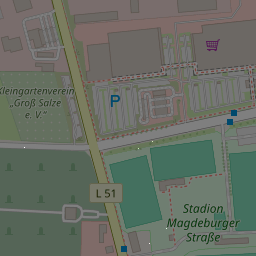 P
Kleingartenverein
„Groß Salze
e. V.“
L 51
Stadion
Magdeburger
Straße